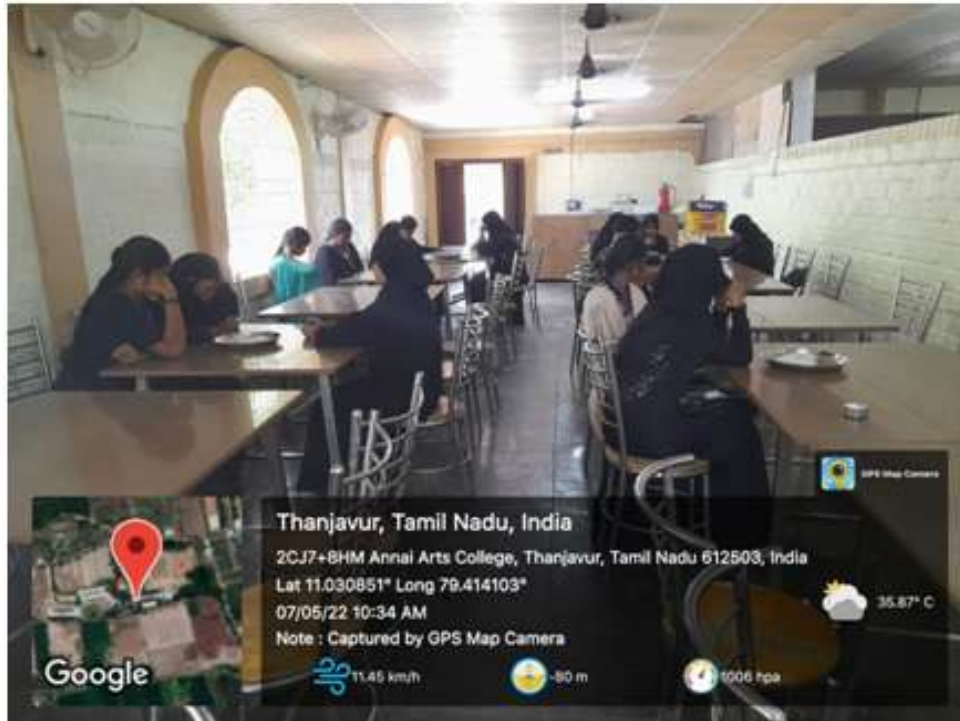 GPS Map Camera
Thanjavur, Tamil Nadu, India
2CJ7+8HM Annai Arts College, Thanjavur, Tamil Nadu 612503, India
Lat 11.030851° Long 79.414103°
07/05/22 10:34 AM
Note : Captured by GPS Map Camera
35.87° C
Google
11.45 km/h
-80 m
1006 hpa